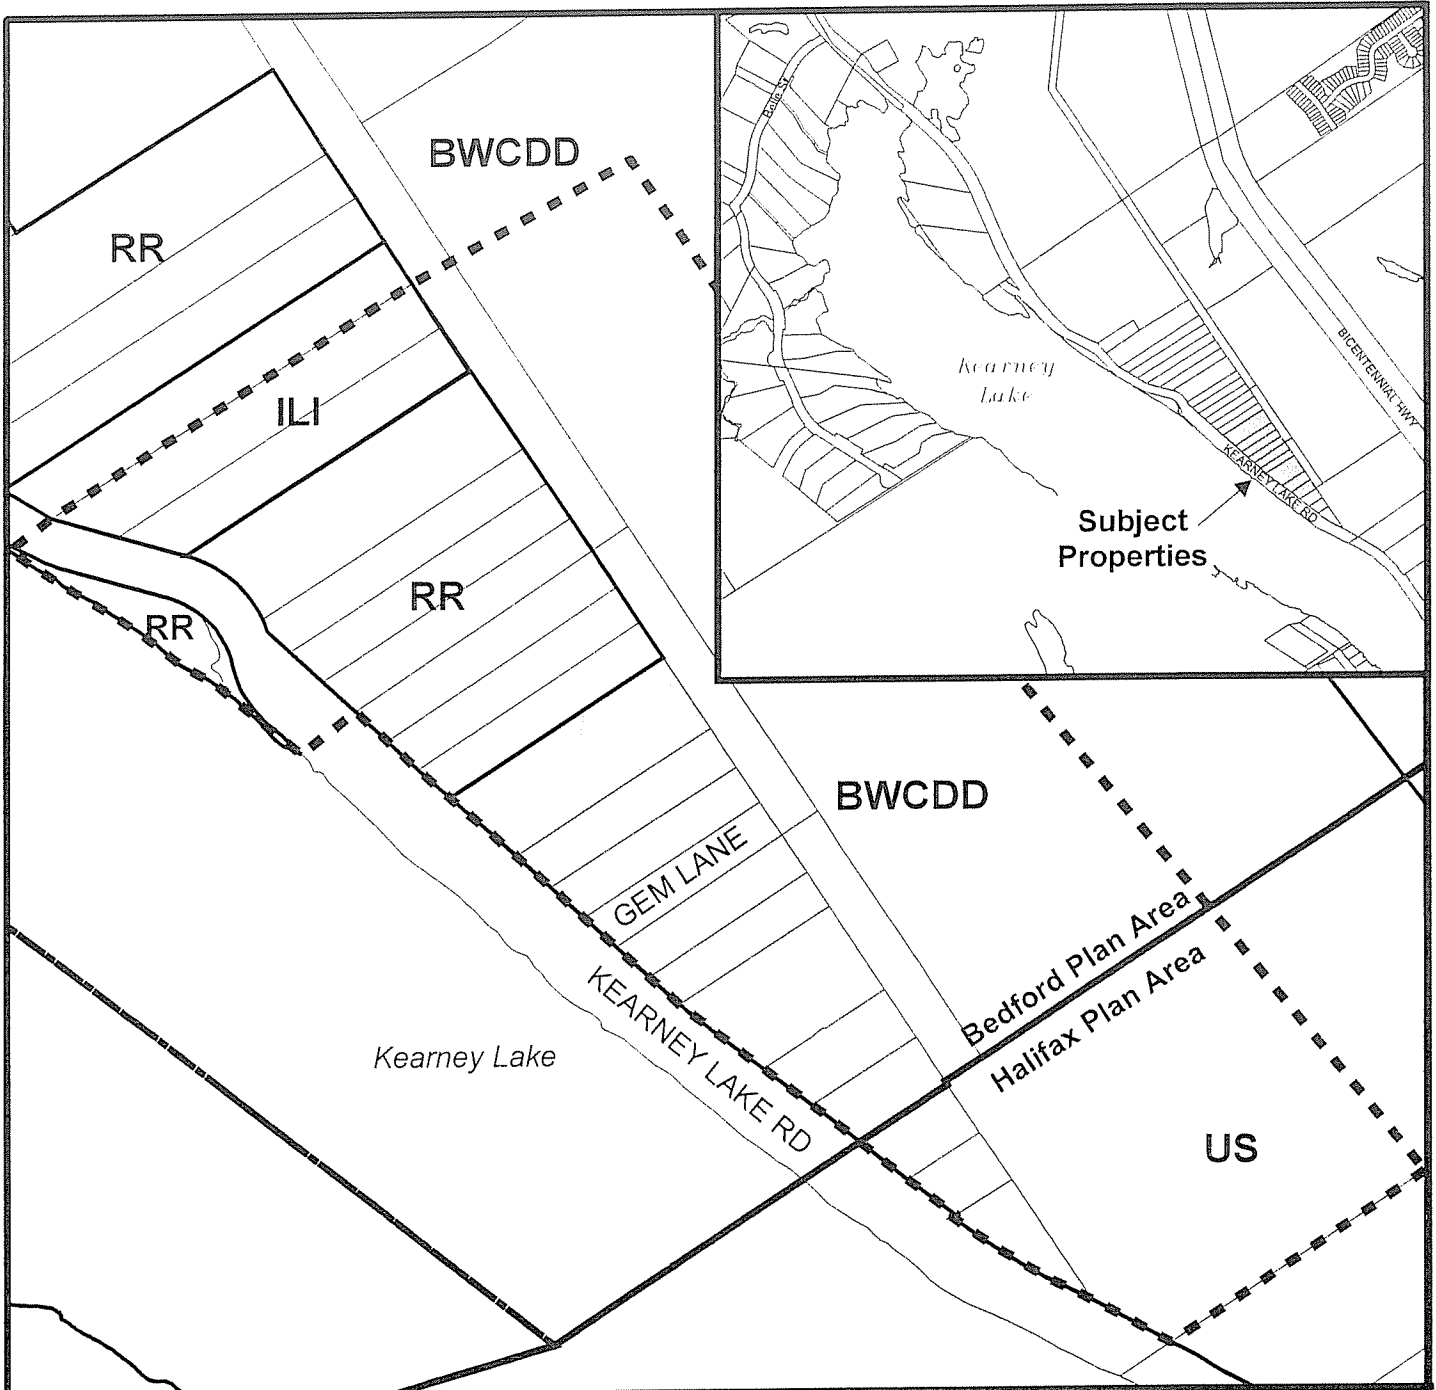 BWCDD
RR
ILI
RR
RR
BWCDD
GEM LANE
KEARNEY LAKE RD
Kearney Lake
Bedford Plan Area
Halifax Plan Area
US
Kearney
Lake
BICENTENNIAL HWY
KEARNEY LAKE RD
Subject
Properties